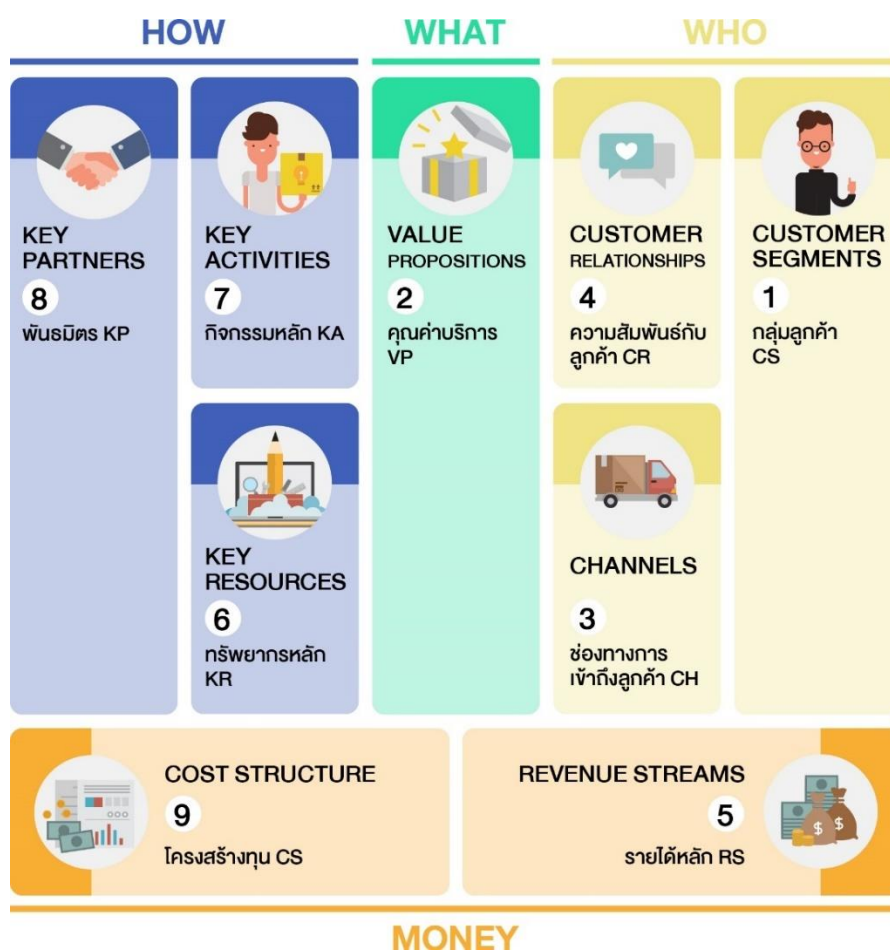 HOW
WHAT
WHO
KEY
PARTNERS
8
พันธมิตร KP
KEY
ACTIVITIES
7
กิจกรรมหลัก KA
KEY
RESOURCES
6
ทรัพยากรหลัก
KR
VALUE
PROPOSITIONS
2
คุณค่าบริการ
VP
CUSTOMER
RELATIONSHIPS
4
ความสัมพันธ์กับ
ลูกค้า CR
CHANNELS
3
ช่องทางการ
เข้าถึงลูกค้า CH
CUSTOMER
SEGMENTS
1
กลุ่มลูกค้า
CS
COST STRUCTURE
9
โครงสร้างทุน CS
REVENUE STREAMS
5
รายได้หลัก RS
$ $
MONEY